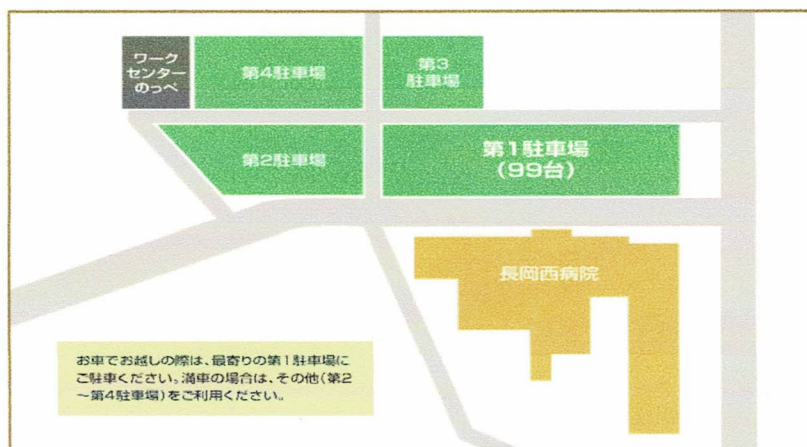 ワーク
センター
のっぺ
第4駐車場
第3
駐車場
第2駐車場
第1駐車場
(99台)
長岡西病院
お車でお越しの際は、最寄りの第1駐車場に
ご駐車ください。満車の場合は、その他(第2
~第4駐車場)をご利用ください。